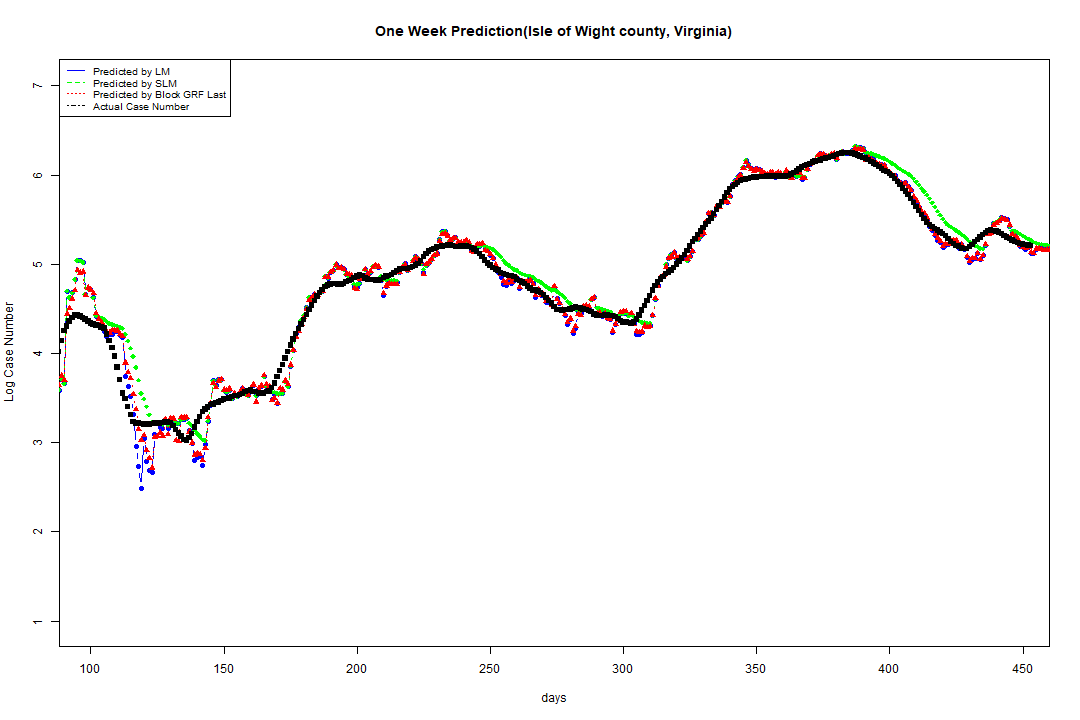 One Week Prediction(Isle of Wight county, Virginia)
Predicted by LM
Predicted by SLM
Predicted by Block GRF Last
Actual Case Number
7
6
5
4
3
2
1
Log Case Number
100 150 200 250 300 350 400 450
days